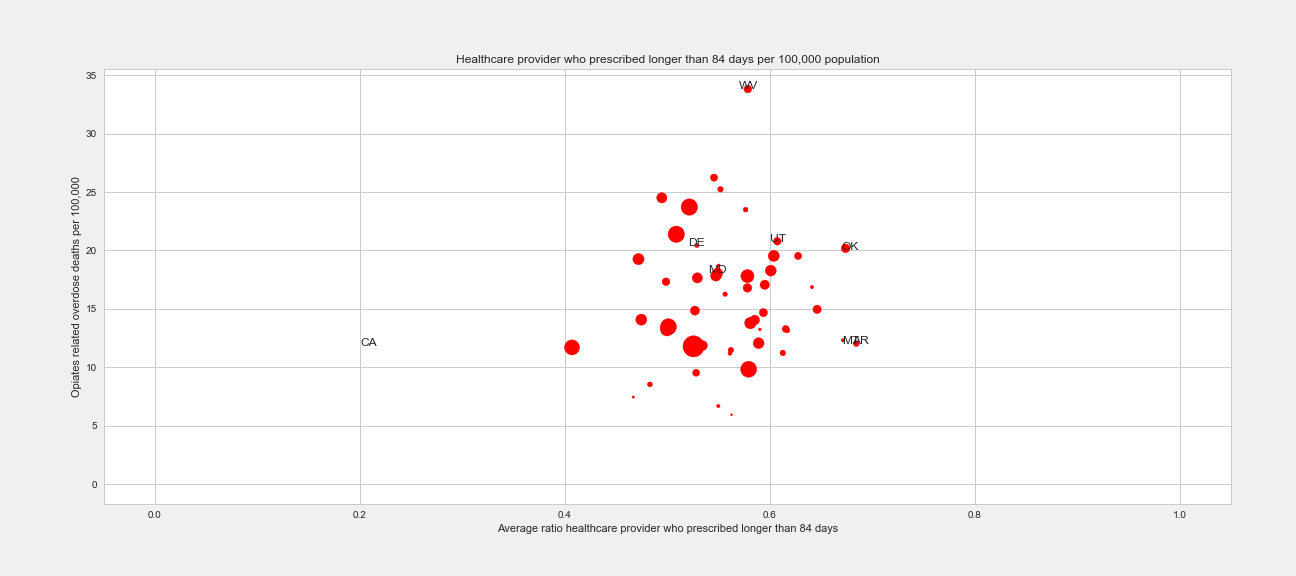 Healthcare provider who prescribed longer than 84 days per 100,000 population
35
30
25
20
15
10
5
0
Opiates related overdose deaths per 100,000
WV
UT
DE
OK
CA
0.0 0.2 0.4 0.6 0.8 1.0
Average ratio healthcare provider who prescribed longer than 84 days